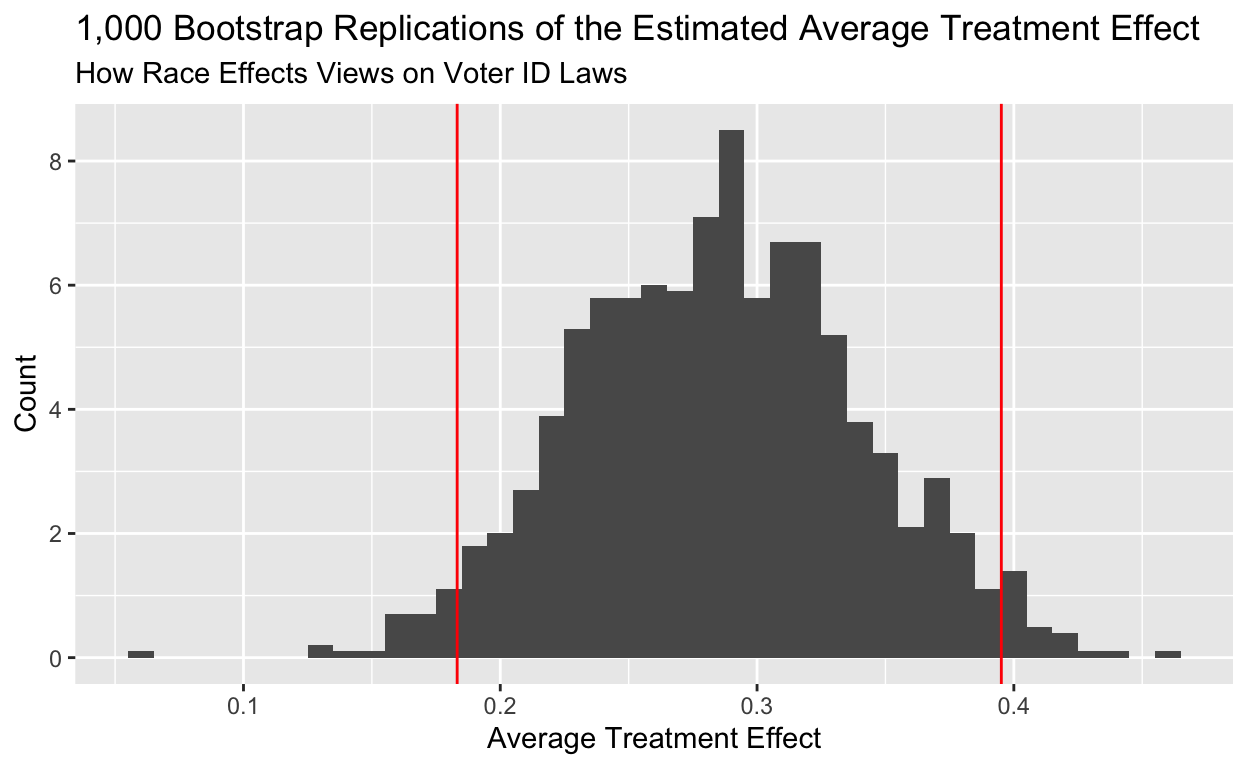 1,000 Bootstrap Replications of the Estimated Average Treatment Effect
How Race Effects Views on Voter ID Laws
8
6
4
2
0
Count
0.1 0.2 0.3 0.4
Average Treatment Effect